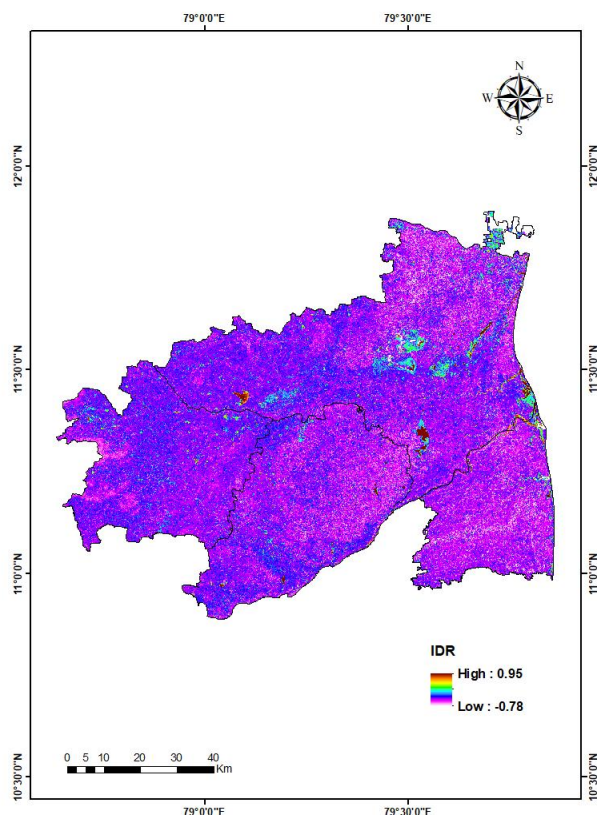 79°0'0"E 79°30'0"E
N
W E
S
12°0'0"N 12°0'0"N
11°30'0"N 11°30'0"N
11°0'0"N 11°0'0"N
IDR
High : 0.95
Low : -0.78
0 5 10 20 30 40
Km
10°30'0"N 10°30'0"N
79°0'0"E 79°30'0"E